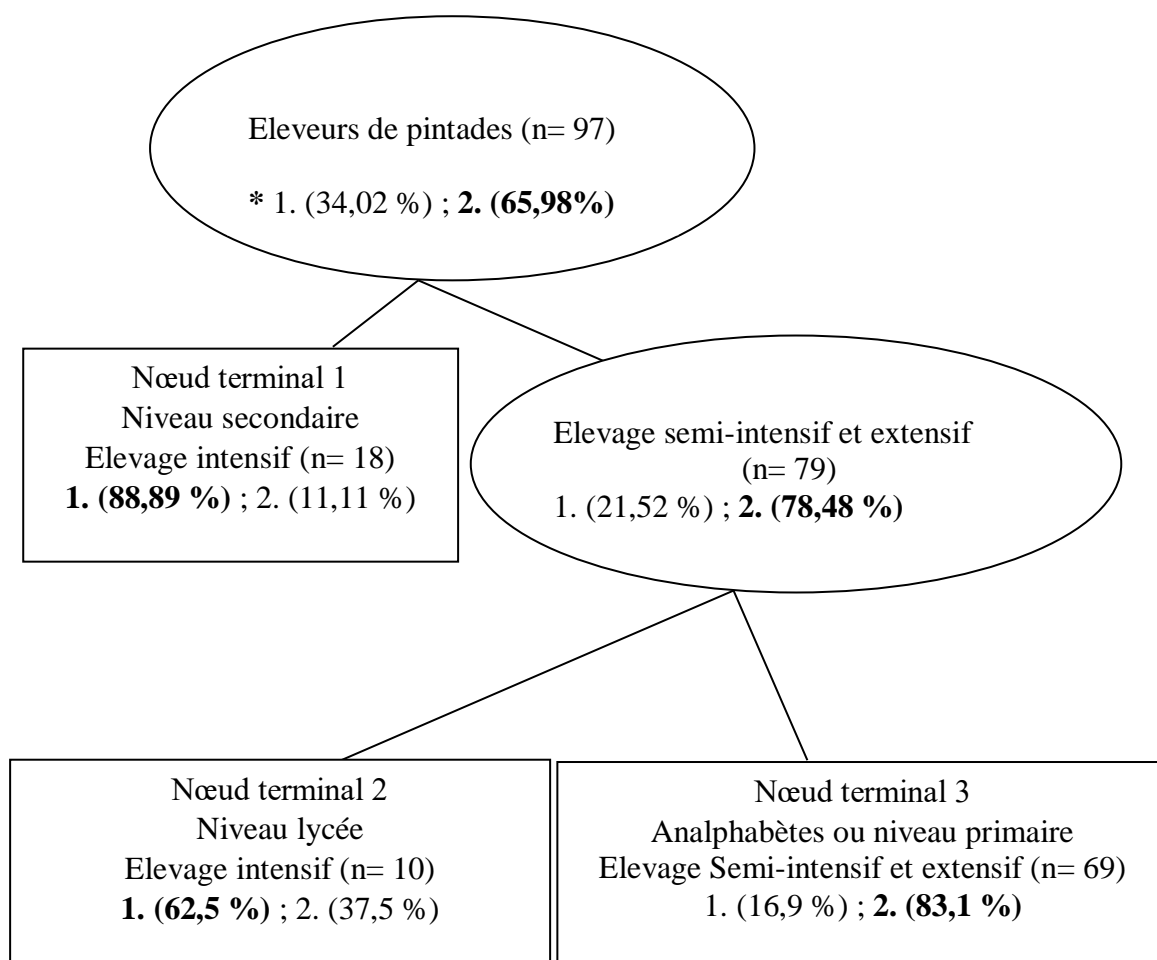 Eleveurs de pintades (n= 97)
* 1. (34,02 %) ; 2. (65,98%)
Nœud terminal 1
Niveau secondaire
Elevage intensif (n= 18)
1. (88,89 %) ; 2. (11,11 %)
Elevage semi-intensif et extensif
(n= 79)
1. (21,52 %) ; 2. (78,48 %)
Nœud terminal 2
Niveau lycée
Elevage intensif (n= 10)
1. (62,5 %) ; 2. (37,5 %)
Nœud terminal 3
Analphabètes ou niveau primaire
Elevage Semi-intensif et extensif (n= 69)
1. (16,9 %) ; 2. (83,1 %)